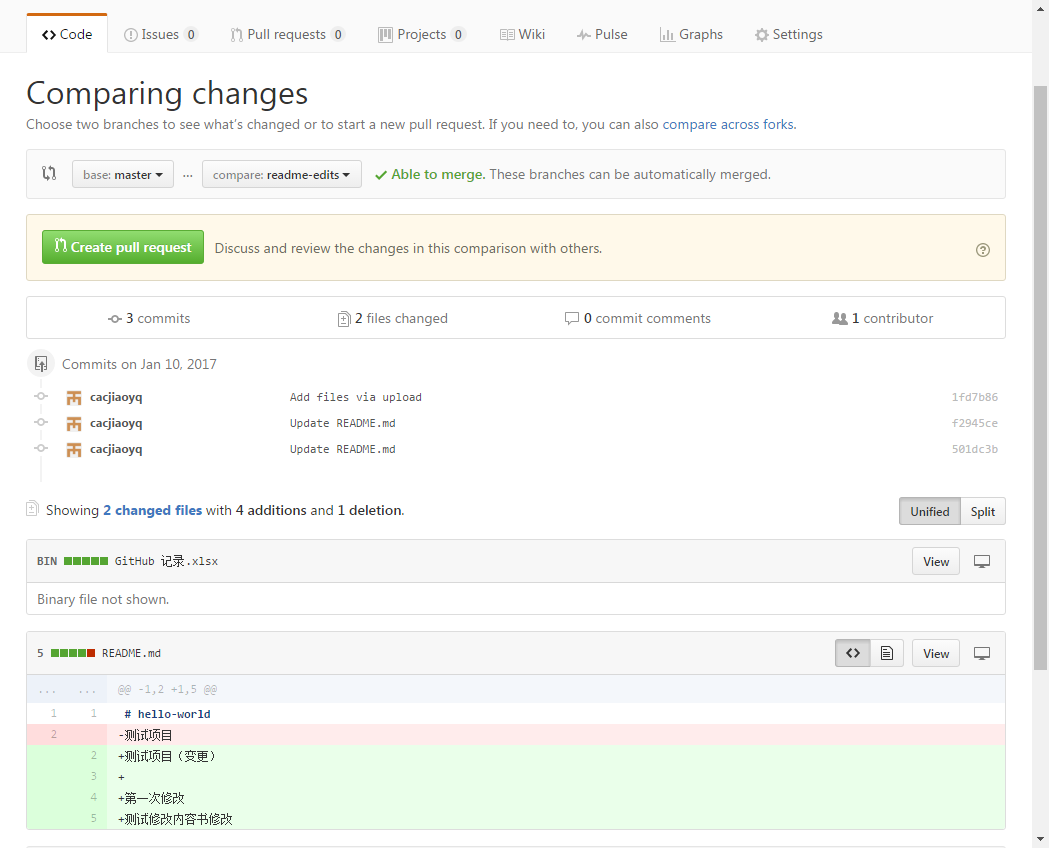 Code Issues 0 Pull requests 0 Projects 0 Wiki Pulse Graphs Settings
Comparing changes
Choose two branches to see what's changed or to start a new pull request. If you need to, you can also compare across forks.
base: master ... compare: readme-edits Able to merge. These branches can be automatically merged.
Create pull request Discuss and review the changes in this comparison with others.
3 commits 2 files changed 0 commit comments 1 contributor
Commits on Jan 10, 2017
cacjiaoyq Add files via upload 1fd7b86
cacjiaoyq Update README.md f2945ce
cacjiaoyq Update README.md 501dc3b
Showing 2 changed files with 4 additions and 1 deletion. Unified Split
BIN GitHub 记录.xlsx View
Binary file not shown.
5 README.md View
... ... @@ -1,2 +1,5 @@
1 1 # hello-world
2 -测试项目
2 +测试项目（变更）
3 +
4 +第一次修改
5 +测试修改内容书修改